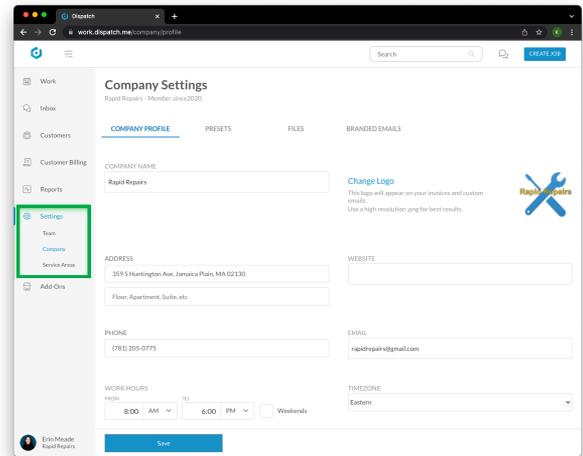 Dispatch
work.dispatch.me/company/profile
K
Search
CREATE JOB
Work
Inbox
Customers
Customer Billing
Reports
Settings
Team
Company
Service Areas
Add-Ons
Erin Meade
Rapid Repairs
Company Settings
Rapid Repairs - Member since2020
COMPANY PROFILE PRESETS FILES BRANDED EMAILS
COMPANY NAME
Rapid Repairs
Change Logo
This logo will appear on your invoices and custom
emails.
Use a high resolution .png for best results.
Rapid Repairs
ADDRESS
359 S Huntington Ave, Jamaica Plain, MA 02130
Floor, Apartment, Suite, etc
WEBSITE
PHONE
(781) 205-0775
EMAIL
rapidrepairs@gmail.com
WORK HOURS
FROM TO
8:00 AM 6:00 PM Weekends
TIMEZONE
Eastern
Save